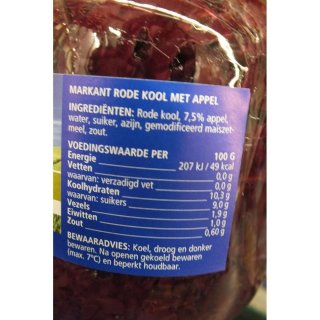 MARKANT RODE KOOL MET APPEL
INGREDIËNTEN: Rode kool, 7,5% appel,
water, suiker, azijn, gemodificeerd maiszet-
meel, zout.
VOEDINGSWAARDE PER 100 G
Energie 207 kJ / 49 kcal
Vetten 0,0 g
waarvan: verzadigd vet 0,0 g
Koolhydraten 10,3 g
waarvan: suikers 9,0 g
Vezels 1,9 g
Eiwitten 1,0 g
Zout 0,60 g
BEWAARADVIES: Koel, droog en donker
bewaren. Na openen gekoeld bewaren
(max. 7°C) en beperkt houdbaar.